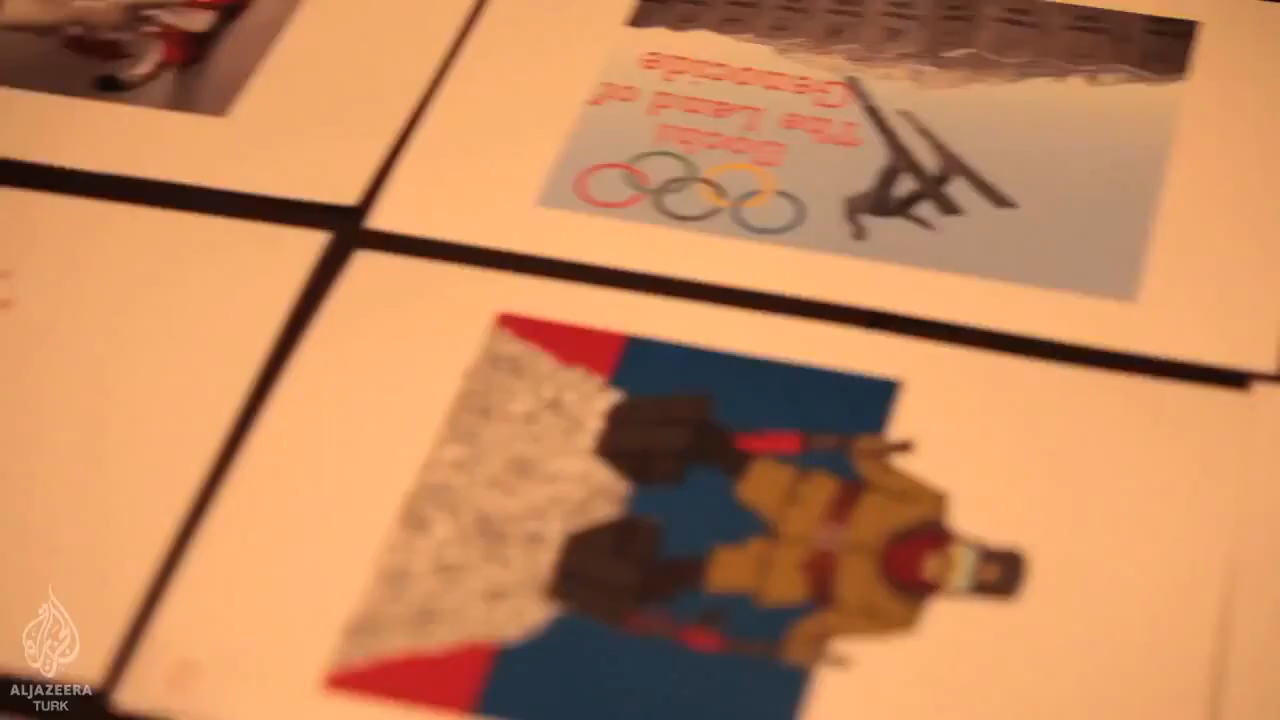 Sochi
The Land of
Genocide
ALJAZEERA
TURK